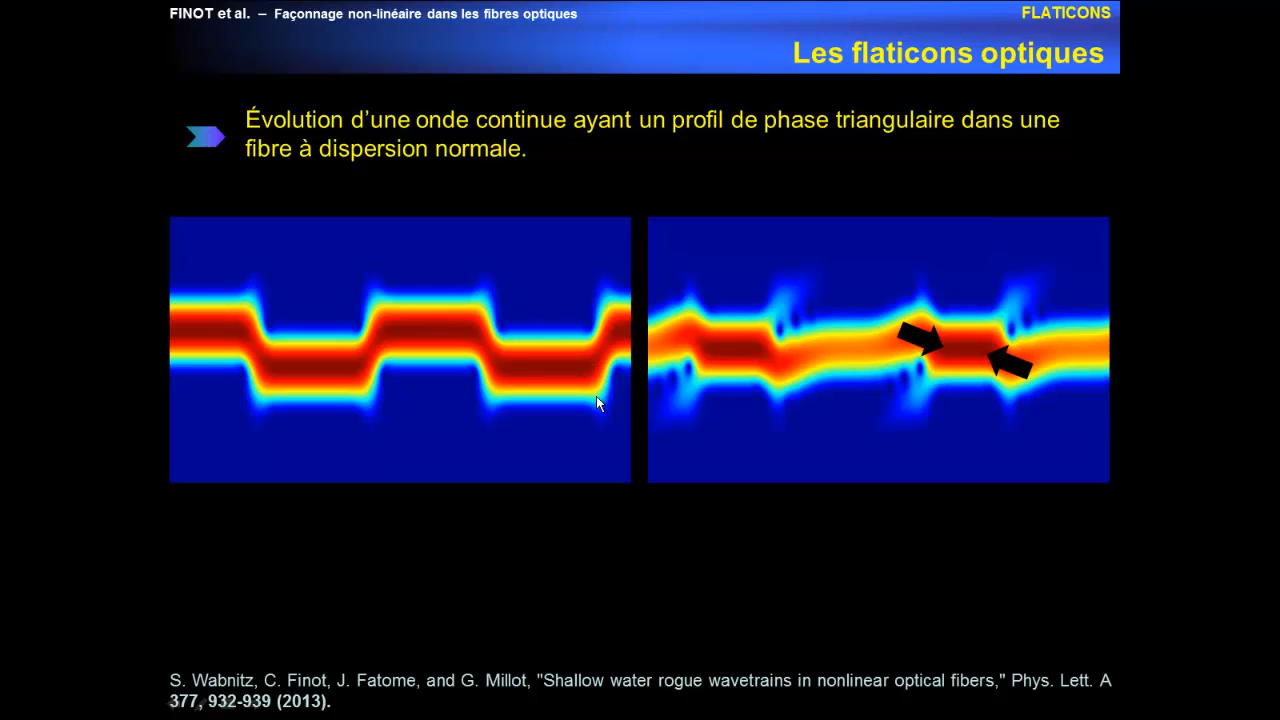 FINOT et al. – Façonnage non-linéaire dans les fibres optiques
FLATICONS
Les flaticons optiques
Évolution d’une onde continue ayant un profil de phase triangulaire dans une
fibre à dispersion normale.
S. Wabnitz, C. Finot, J. Fatome, and G. Millot, "Shallow water rogue wavetrains in nonlinear optical fibers," Phys. Lett. A
377, 932-939 (2013).